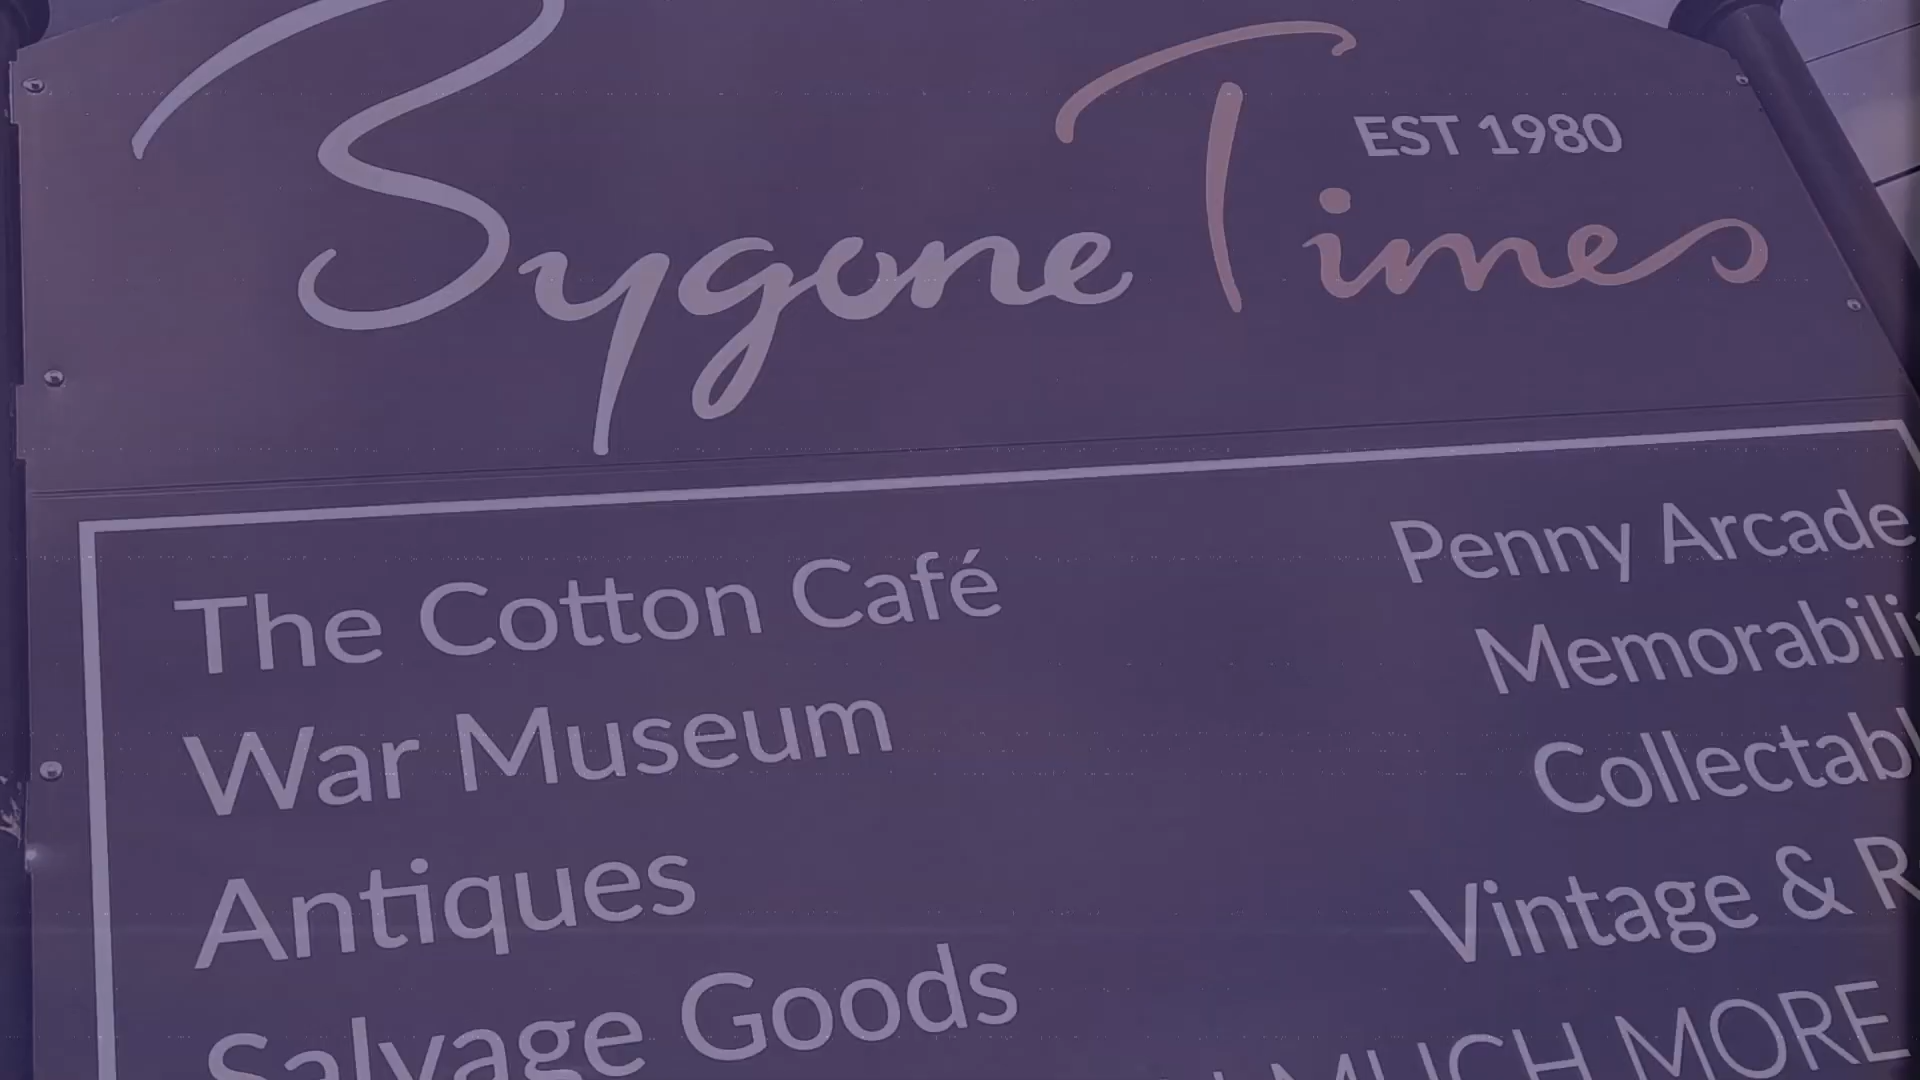 Bygone Times
EST 1980
The Cotton Café
War Museum
Antiques
Salvage Goods
Penny Arcade
Memorabili
Collectabl
Vintage & R
MUCH MORE